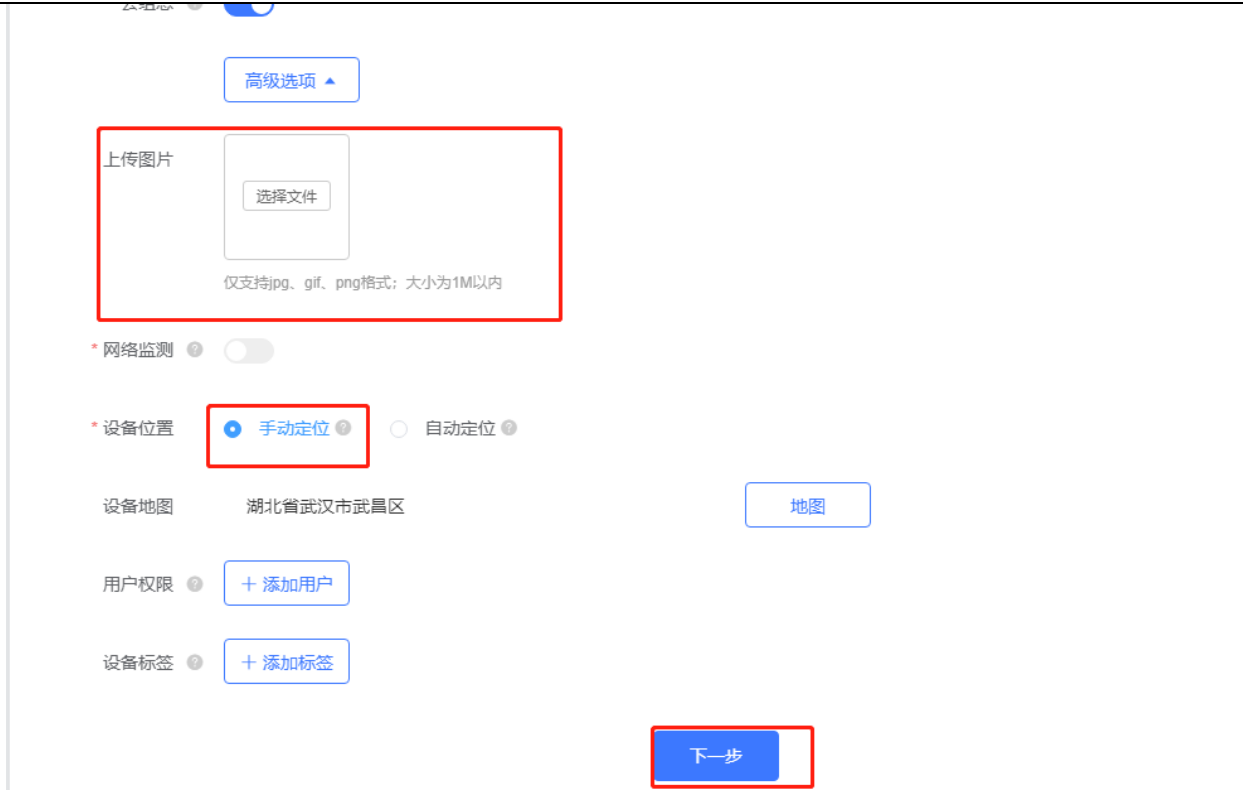 云组态
高级选项
上传图片
选择文件
仅支持jpg、gif、png格式；大小为1M以内
* 网络监测
* 设备位置 手动定位 自动定位
设备地图 湖北省武汉市武昌区 地图
用户权限 + 添加用户
设备标签 + 添加标签
下一步